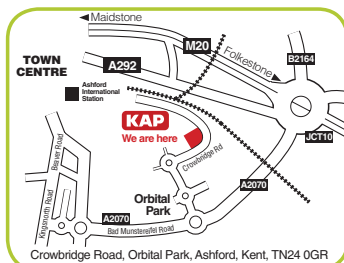 Maidstone
M20
Folkestone
B2164
TOWN
CENTRE
A292
Ashford
International
Station
KAP
We are here
JCT10
Crowbridge Rd
Beaver Road
Kingsnorth Road
Orbital
Park
A2070
A2070
Bad Munstereifel Road
Crowbridge Road, Orbital Park, Ashford, Kent, TN24 0GR